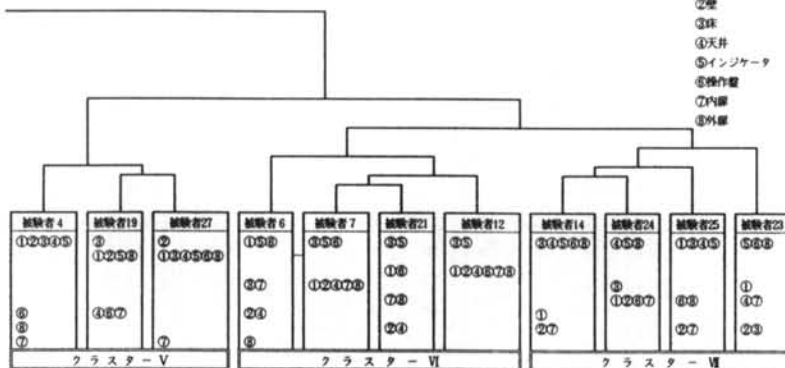 ②壁
③床
④天井
⑤インジケータ
⑥操作盤
⑦内扉
⑧外扉
被験者4
①②③④⑤
⑥
⑧
⑦
被験者19
③
①②⑤⑧
④⑥⑦
被験者27
②
①③④⑤⑥⑧
⑦
被験者6
①⑤⑥
③⑦
②④
⑧
被験者7
③⑤⑥
①②④⑦⑧
被験者21
③⑤
①⑥
⑦⑧
②④
被験者12
③⑤
①②④⑥⑦⑧
被験者14
③④⑤⑥⑧
①
②⑦
被験者24
④⑤⑧
③
①②⑥⑦
被験者25
①③④⑤
⑥⑧
②⑦
被験者23
⑤⑥⑧
①
④⑦
②③
クラスターⅤ
クラスターⅥ
クラスターⅦ